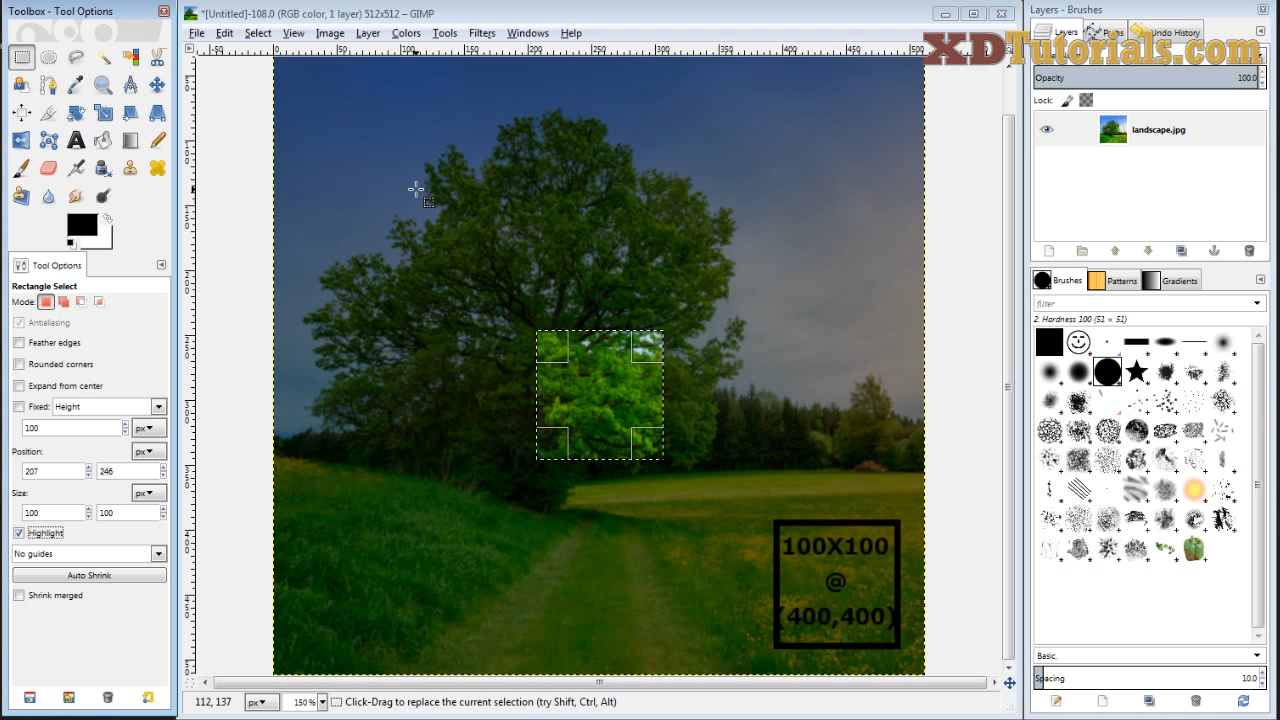 Toolbox - Tool Options
*[Untitled]-108.0 (RGB color, 1 layer) 512x512 – GIMP
Layers - Brushes
File Edit Select View Image Layer Colors Tools Filters Windows Help
Layers Undo History
XDTutorials.com
Opacity 100.0
Lock:
landscape.jpg
Tool Options
Rectangle Select
Mode:
Antialiasing
Feather edges
Rounded corners
Expand from center
Fixed: Height
100 px
Position: px
207 246
Size: px
100 100
Highlight
No guides
Auto Shrink
Shrink merged
100X100
@
(400,400)
Brushes Patterns Gradients
filter
2. Hardness 100 (51 × 51)
Basic,
Spacing 10.0
112, 137 px 150 % Click-Drag to replace the current selection (try Shift, Ctrl, Alt)